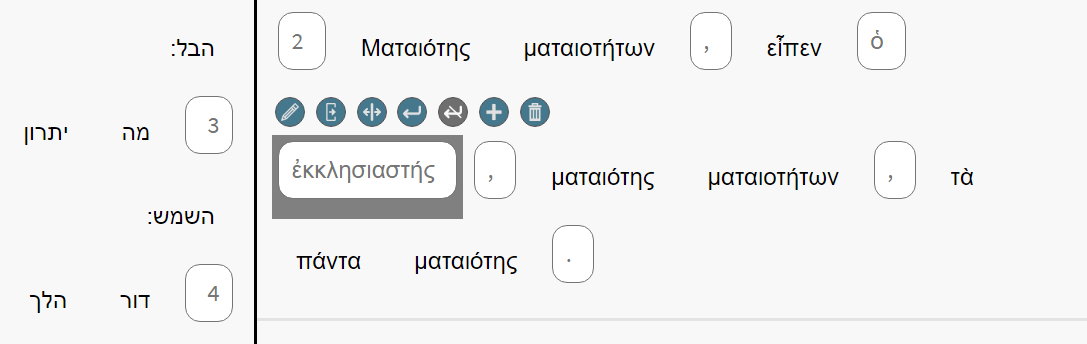 הבל:
3 מה יתרון
השמש:
4 דור הלך
2 Ματαιότης ματαιοτήτων , εἶπεν ὁ
ἐκκλησιαστής , ματαιότης ματαιοτήτων , τὰ
πάντα ματαιότης .